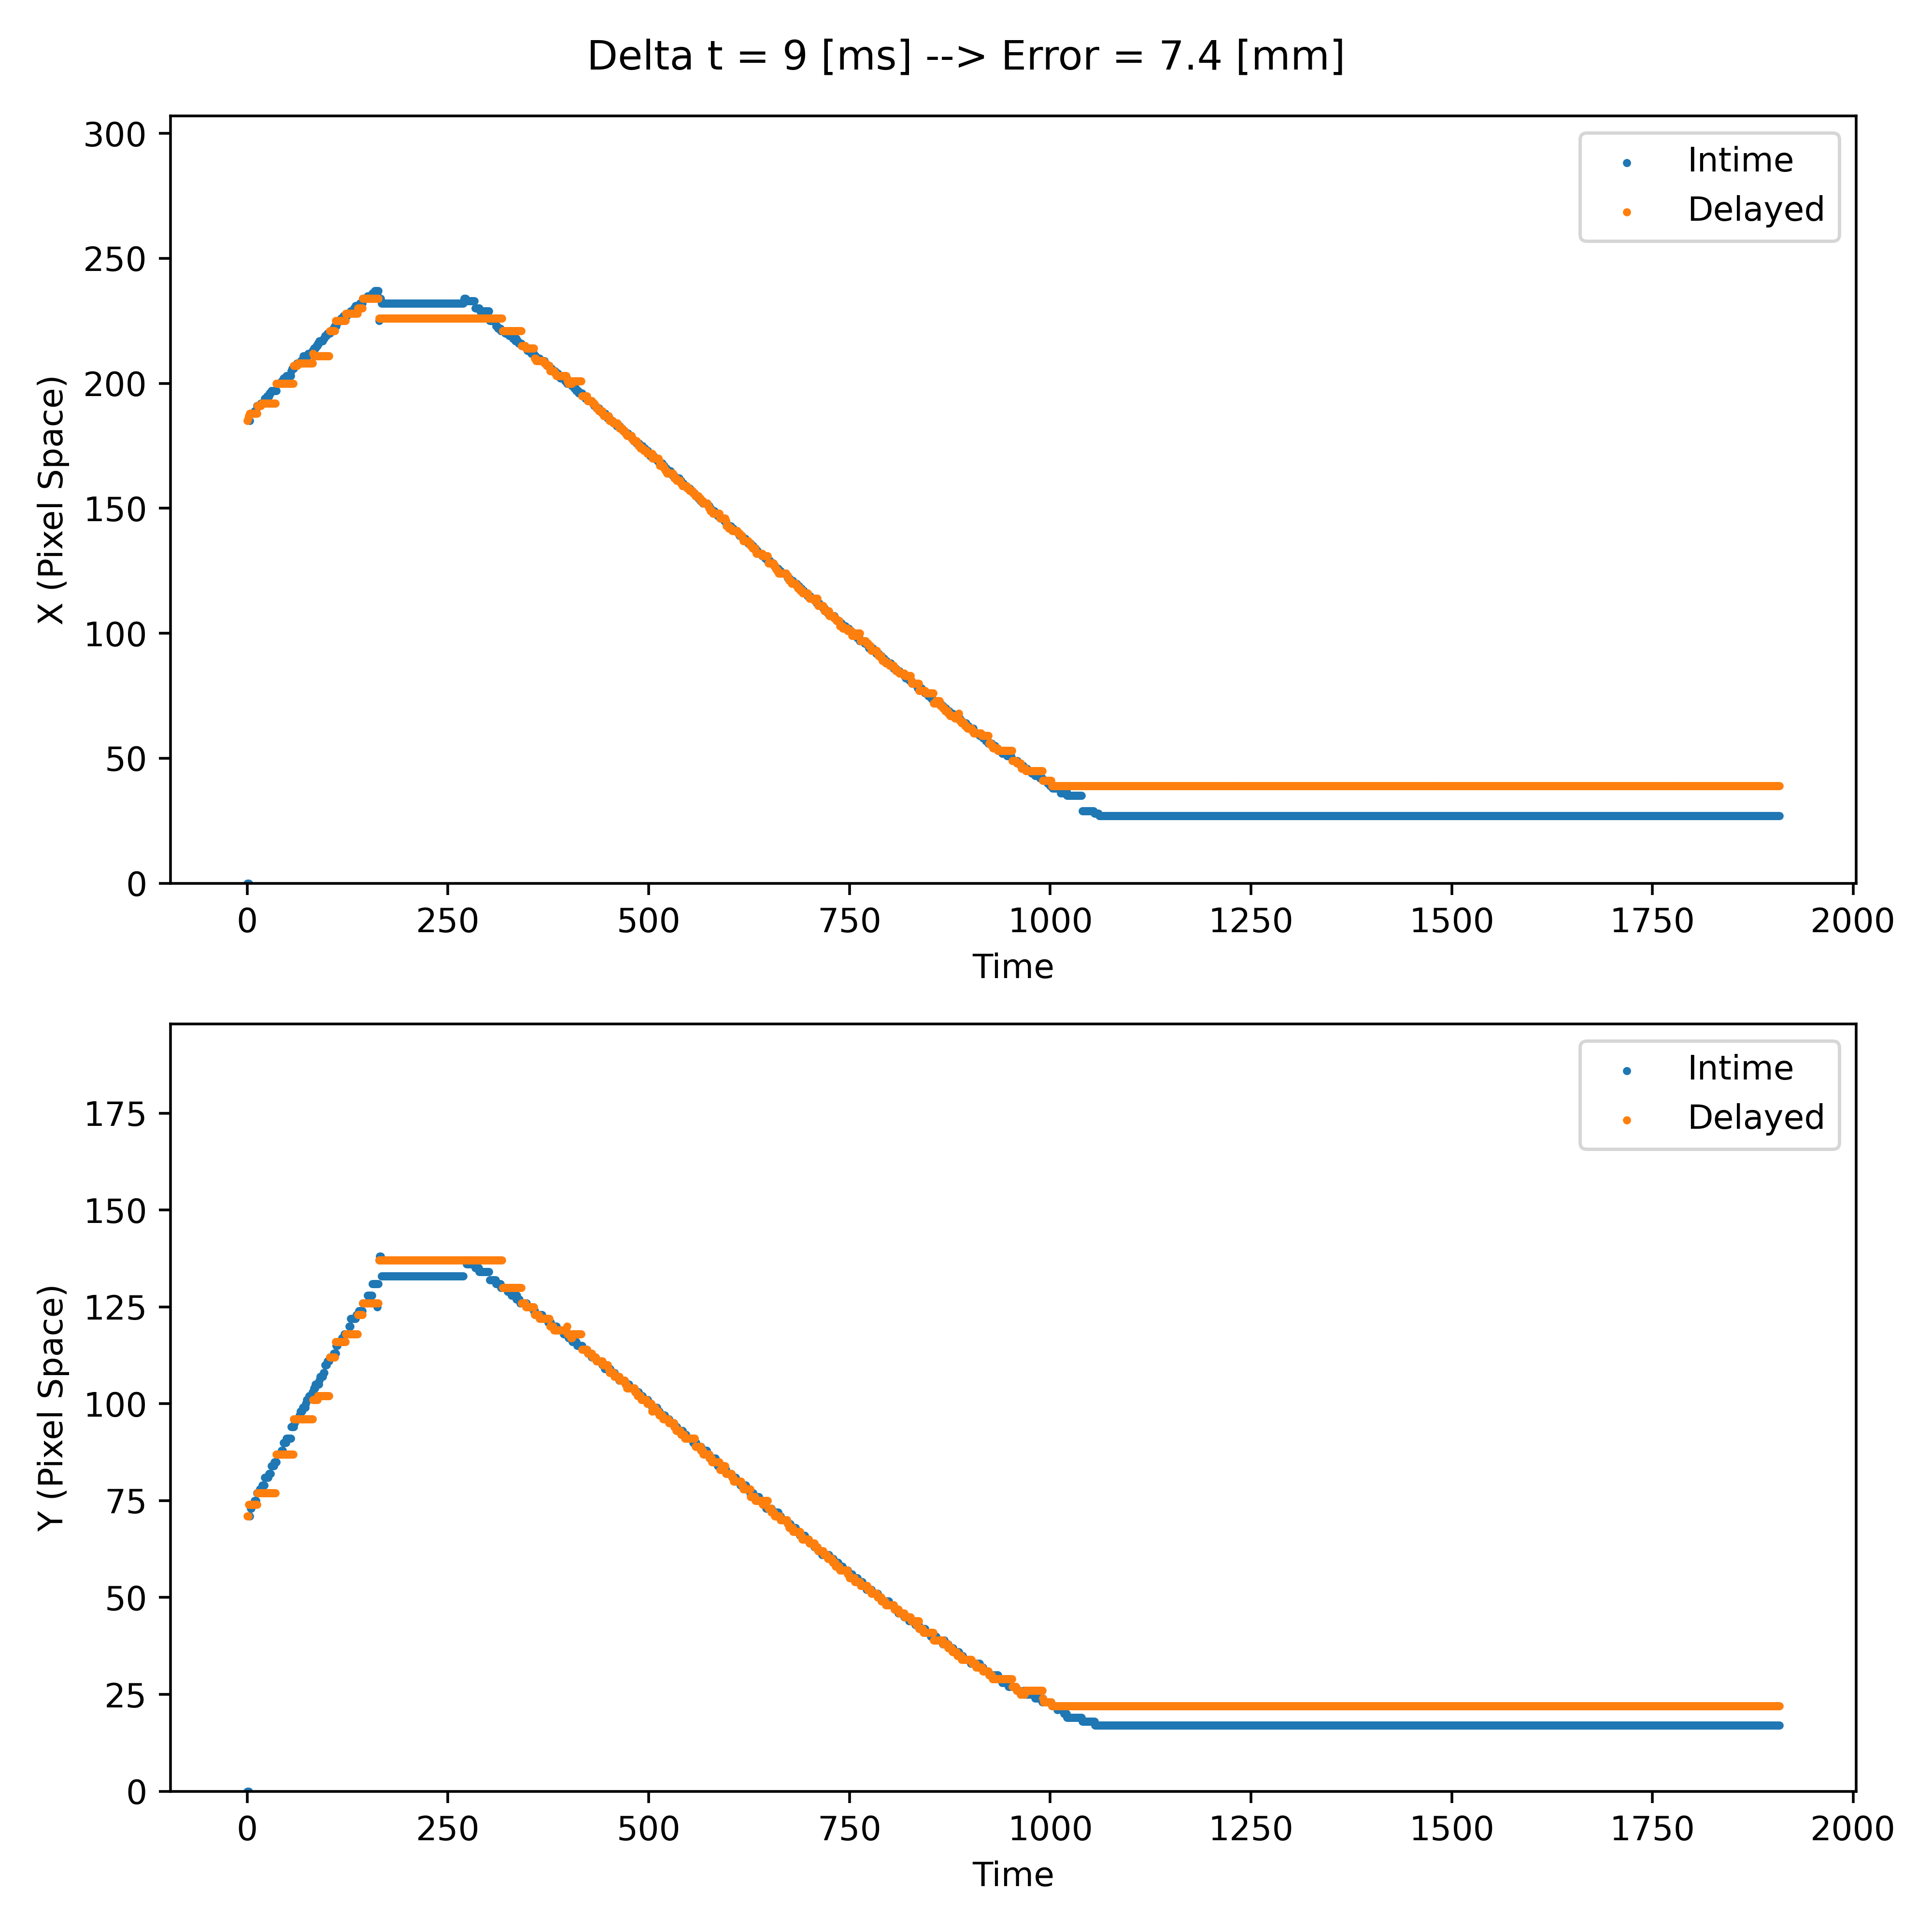 Delta t = 9 [ms] --> Error = 7.4 [mm]
300
250
200
150
100
50
0
X (Pixel Space)
Intime
Delayed
0 250 500 750 1000 1250 1500 1750 2000
Time
175
150
125
100
75
50
25
0
Y (Pixel Space)
Intime
Delayed
0 250 500 750 1000 1250 1500 1750 2000
Time